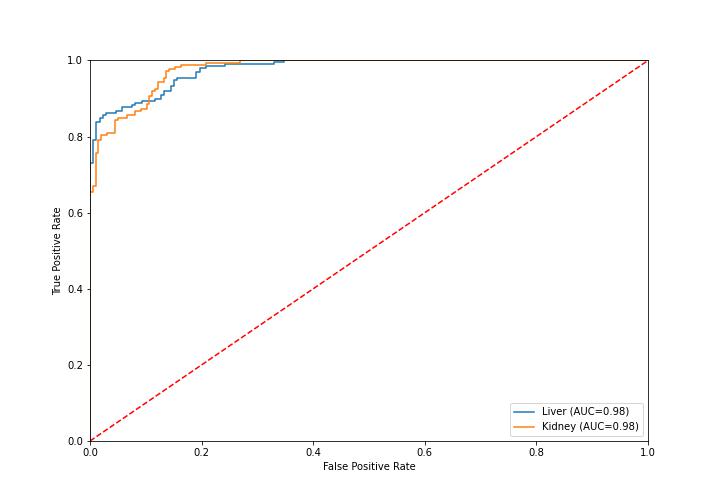 1.0
0.8
0.6
0.4
0.2
0.0
True Positive Rate
0.0 0.2 0.4 0.6 0.8 1.0
False Positive Rate
Liver (AUC=0.98)
Kidney (AUC=0.98)